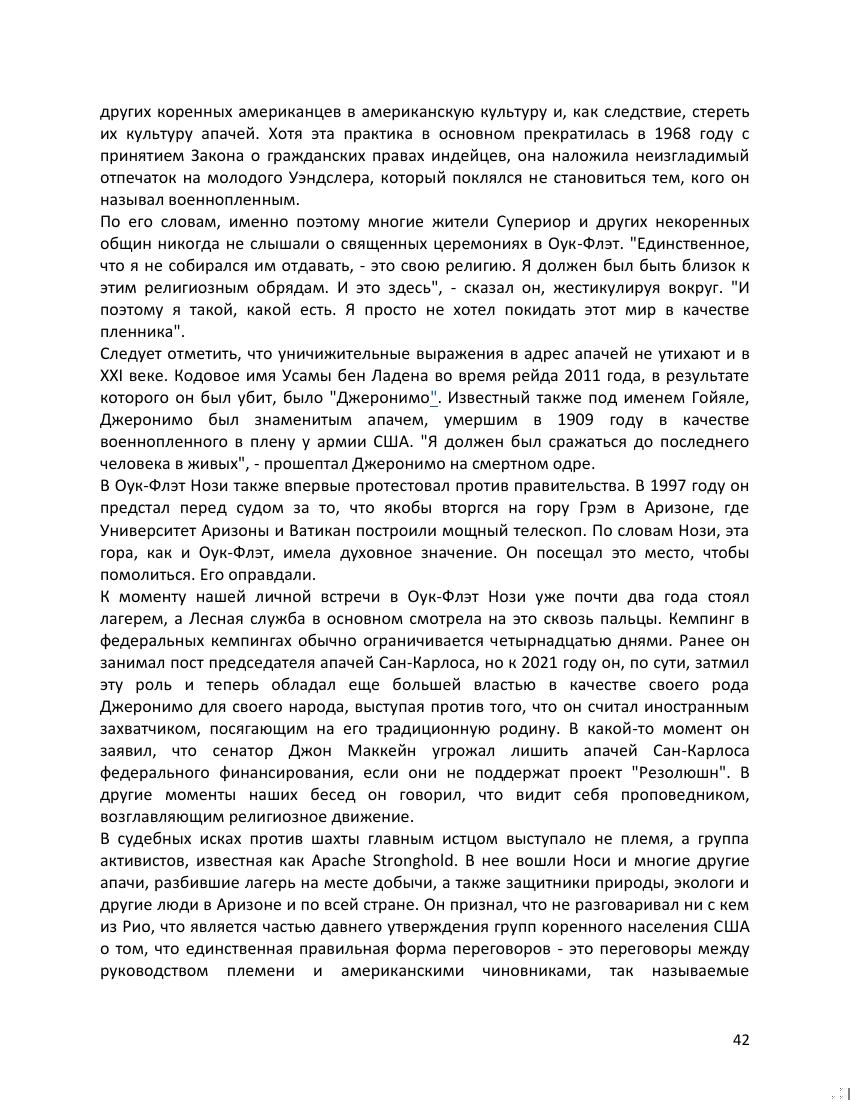 других коренных американцев в американскую культуру и, как следствие, стереть
их культуру апачей. Хотя эта практика в основном прекратилась в 1968 году с
принятием Закона о гражданских правах индейцев, она наложила неизгладимый
отпечаток на молодого Уэндслера, который поклялся не становиться тем, кого он
называл военнопленным.
По его словам, именно поэтому многие жители Супериор и других некоренных
общин никогда не слышали о священных церемониях в Оук-Флэт. "Единственное,
что я не собирался им отдавать, - это свою религию. Я должен был быть близок к
этим религиозным обрядам. И это здесь", - сказал он, жестикулируя вокруг. "И
поэтому я такой, какой есть. Я просто не хотел покидать этот мир в качестве
пленника".
Следует отметить, что уничижительные выражения в адрес апачей не утихают и в
XXI веке. Кодовое имя Усамы бен Ладена во время рейда 2011 года, в результате
которого он был убит, было "Джеронимо". Известный также под именем Гойяле,
Джеронимо был знаменитым апачем, умершим в 1909 году в качестве
военнопленного в плену у армии США. "Я должен был сражаться до последнего
человека в живых", - прошептал Джеронимо на смертном одре.
В Оук-Флэт Нози также впервые протестовал против правительства. В 1997 году он
предстал перед судом за то, что якобы вторгся на гору Грэм в Аризоне, где
Университет Аризоны и Ватикан построили мощный телескоп. По словам Нози, эта
гора, как и Оук-Флэт, имела духовное значение. Он посещал это место, чтобы
помолиться. Его оправдали.
К моменту нашей личной встречи в Оук-Флэт Нози уже почти два года стоял
лагерем, а Лесная служба в основном смотрела на это сквозь пальцы. Кемпинг в
федеральных кемпингах обычно ограничивается четырнадцатью днями. Ранее он
занимал пост председателя апачей Сан-Карлоса, но к 2021 году он, по сути, затмил
эту роль и теперь обладал еще большей властью в качестве своего рода
Джеронимо для своего народа, выступая против того, что он считал иностранным
захватчиком, посягающим на его традиционную родину. В какой-то момент он
заявил, что сенатор Джон Маккейн угрожал лишить апачей Сан-Карлоса
федерального финансирования, если они не поддержат проект "Резолюшн". В
другие моменты наших бесед он говорил, что видит себя проповедником,
возглавляющим религиозное движение.
В судебных исках против шахты главным истцом выступало не племя, а группа
активистов, известная как Apache Stronghold. В нее вошли Носи и многие другие
апачи, разбившие лагерь на месте добычи, а также защитники природы, экологи и
другие люди в Аризоне и по всей стране. Он признал, что не разговаривал ни с кем
из Рио, что является частью давнего утверждения групп коренного населения США
о том, что единственная правильная форма переговоров - это переговоры между
руководством племени и американскими чиновниками, так называемые
42